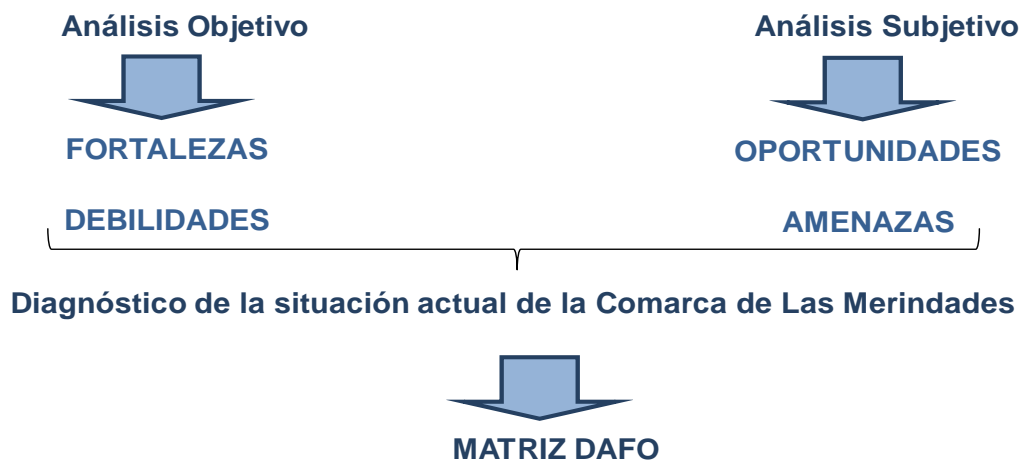 Análisis Objetivo
Análisis Subjetivo
FORTALEZAS
OPORTUNIDADES
DEBILIDADES
AMENAZAS
Diagnóstico de la situación actual de la Comarca de Las Merindades
MATRIZ DAFO